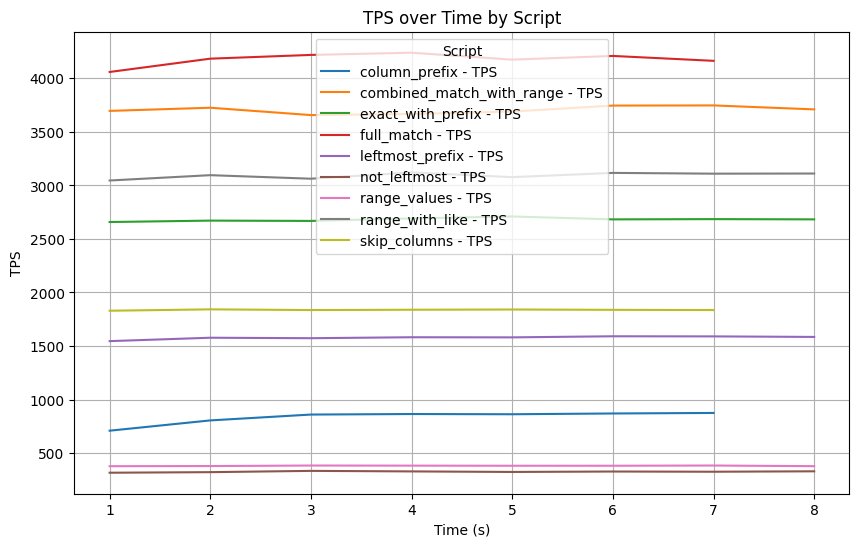 TPS over Time by Script
Script
column_prefix - TPS
combined_match_with_range - TPS
exact_with_prefix - TPS
full_match - TPS
leftmost_prefix - TPS
not_leftmost - TPS
range_values - TPS
range_with_like - TPS
skip_columns - TPS
TPS
4000
3500
3000
2500
2000
1500
1000
500
1 2 3 4 5 6 7 8
Time (s)